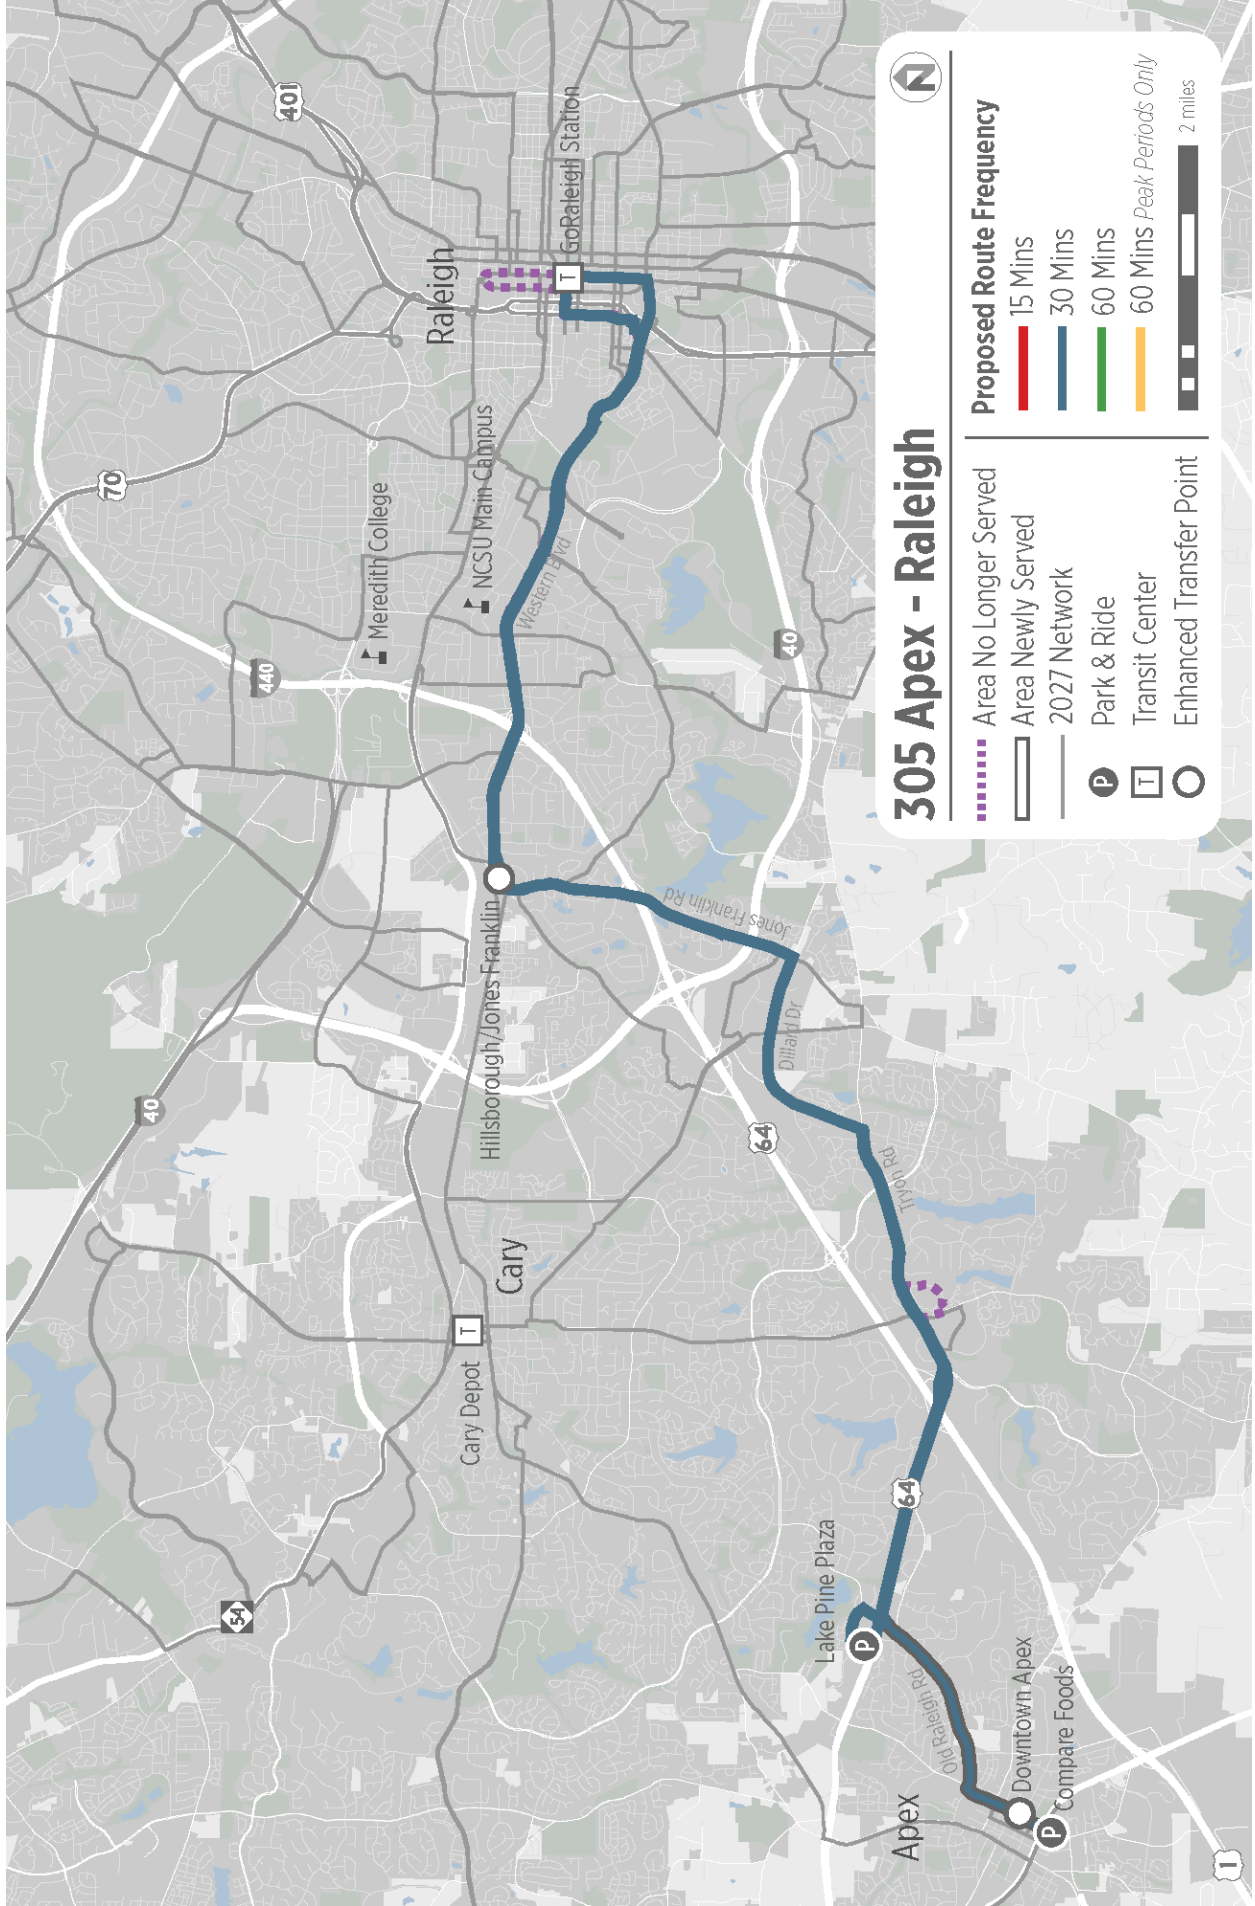 401
70
440
40
Raleigh
GoRaleigh Station
T
NCSU Main Campus
Meredith College
Western Blvd
40
Hillsborough/Jones Franklin
Jones Franklin Rd
Dillard Dr
64
Tryon Rd
Cary
T
Cary Depot
54
64
Lake Pine Plaza
P
Old Raleigh Rd
Downtown Apex
Compare Foods
P
Apex
1
305 Apex - Raleigh
N
Area No Longer Served
Area Newly Served
2027 Network
P Park & Ride
T Transit Center
Enhanced Transfer Point
Proposed Route Frequency
15 Mins
30 Mins
60 Mins
60 Mins Peak Periods Only
2 miles